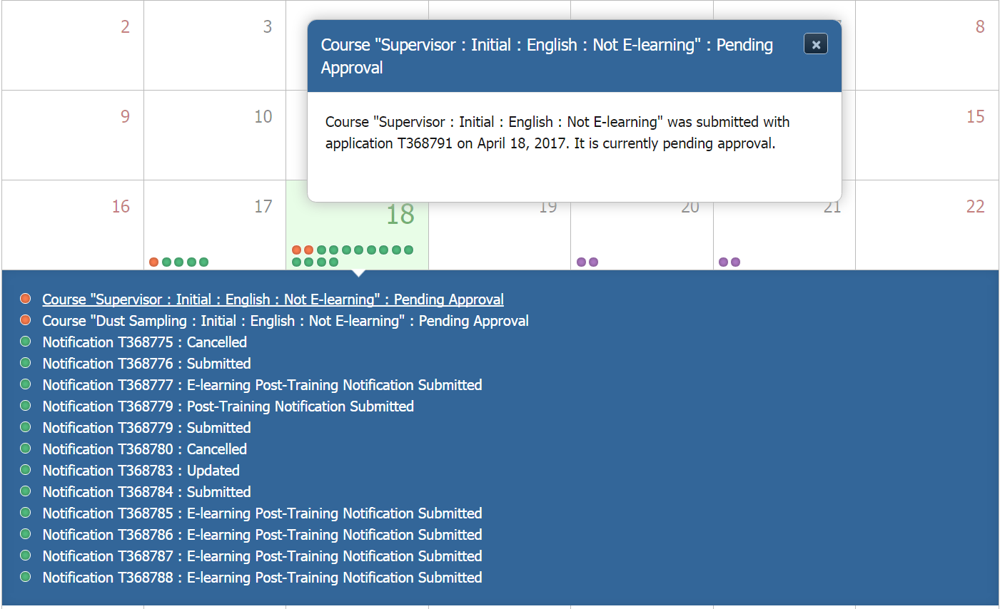 2
3
8
Course "Supervisor : Initial : English : Not E-learning" : Pending
Approval
×
9
10
15
Course "Supervisor : Initial : English : Not E-learning" was submitted with
application T368791 on April 18, 2017. It is currently pending approval.
16
17
18
19
20
21
22
Course "Supervisor : Initial : English : Not E-learning" : Pending Approval
Course "Dust Sampling : Initial : English : Not E-learning" : Pending Approval
Notification T368775 : Cancelled
Notification T368776 : Submitted
Notification T368777 : E-learning Post-Training Notification Submitted
Notification T368779 : Post-Training Notification Submitted
Notification T368779 : Submitted
Notification T368780 : Cancelled
Notification T368783 : Updated
Notification T368784 : Submitted
Notification T368785 : E-learning Post-Training Notification Submitted
Notification T368786 : E-learning Post-Training Notification Submitted
Notification T368787 : E-learning Post-Training Notification Submitted
Notification T368788 : E-learning Post-Training Notification Submitted